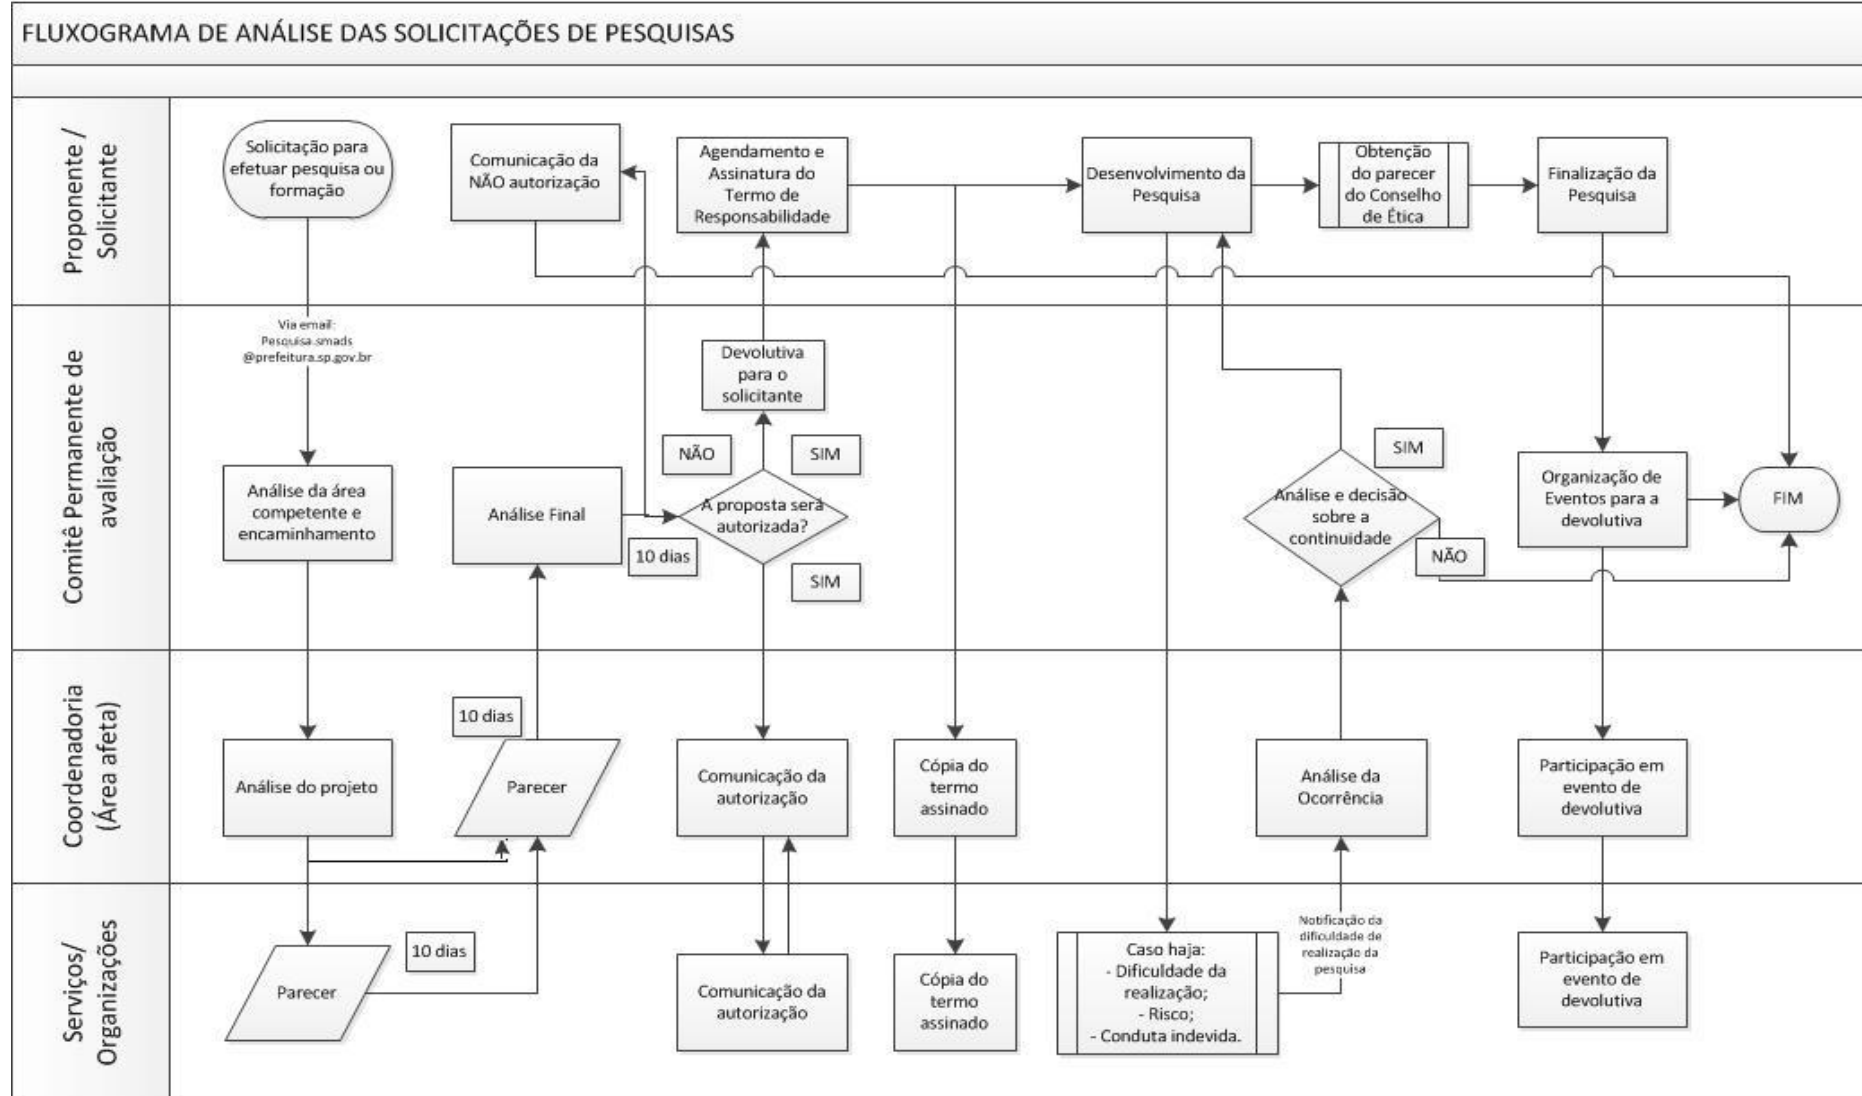 FLUXOGRAMA DE ANÁLISE DAS SOLICITAÇÕES DE PESQUISAS
Proponente /
Solicitante
Solicitação para
efetuar pesquisa ou
formação
Comunicação da
NÃO autorização
Agendamento e
Assinatura do
Termo de
Responsabilidade
Desenvolvimento da
Pesquisa
Obtenção
do parecer
do Conselho
de Ética
Finalização da
Pesquisa
Comitê Permanente de
avaliação
Via email:
Pesquisa.smads
@prefeitura.sp.gov.br
Análise da área
competente e
encaminhamento
Análise Final
10 dias
Devolutiva
para o
solicitante
NÃO
SIM
A proposta será
autorizada?
SIM
Análise e decisão
sobre a
continuidade
SIM
NÃO
Organização de
Eventos para a
devolutiva
FIM
Coordenadoria
(Área afeta)
Análise do projeto
10 dias
Parecer
Comunicação da
autorização
Cópia do
termo
assinado
Análise da
Ocorrência
Participação em
evento de
devolutiva
Serviços/
Organizações
Parecer
10 dias
Comunicação da
autorização
Cópia do
termo
assinado
Caso haja:
- Dificuldade da
realização;
- Risco;
- Conduta indevida.
Notificação da
dificuldade de
realização da
pesquisa
Participação em
evento de
devolutiva